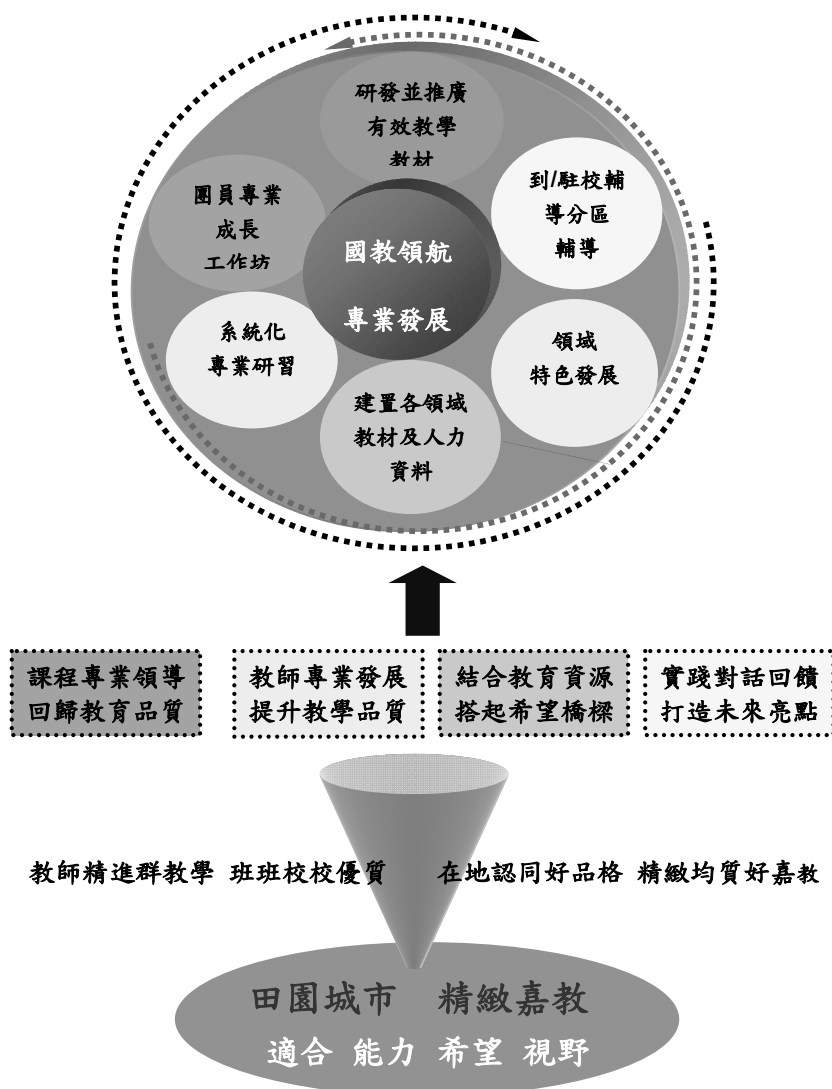 研發並推廣
有效教學
教材
到/駐校輔
導分區
輔導
團員專業
成長
工作坊
國教領航
專業發展
系統化
專業研習
領域
特色發展
建置各領域
教材及人力
資料
課程專業領導
回歸教育品質
教師專業發展
提升教學品質
結合教育資源
搭起希望橋樑
實踐對話回饋
打造未來亮點
教師精進群教學 班班校校優質 在地認同好品格 精緻均質好嘉教
田園城市 精緻嘉教
適合 能力 希望 視野